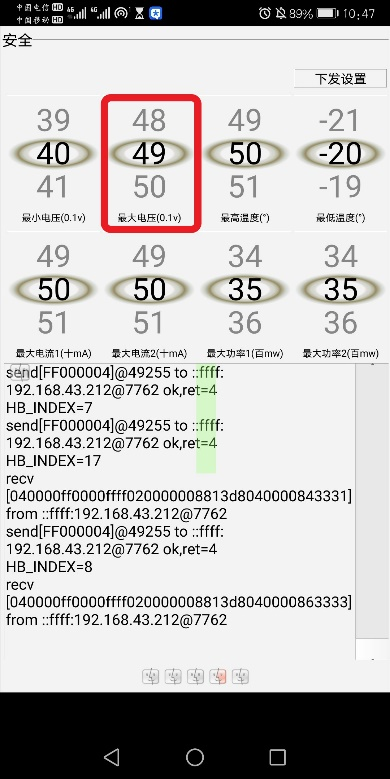 中国电信 HD 4G 4G 89% 10:47
中国移动 HD
安全
下发设置
39 48 49 -21
40 49 50 -20
41 50 51 -19
最小电压(0.1v) 最大电压(0.1v) 最高温度(°) 最低温度(°)
49 49 34 34
50 50 35 35
51 51 36 36
最大电流1(十mA) 最大电流2(十mA) 最大功率1(百mw) 最大功率2(百mw)
send[FF000004]@49255 to ::ffff:
192.168.43.212@7762 ok,ret=4
HB_INDEX=7
send[FF000004]@49255 to ::ffff:
192.168.43.212@7762 ok,ret=4
HB_INDEX=17
recv
[040000ff0000ffff020000008813d8040000843331]
from ::ffff:192.168.43.212@7762
send[FF000004]@49255 to ::ffff:
192.168.43.212@7762 ok,ret=4
HB_INDEX=8
recv
[040000ff0000ffff020000008813d8040000863333]
from ::ffff:192.168.43.212@7762